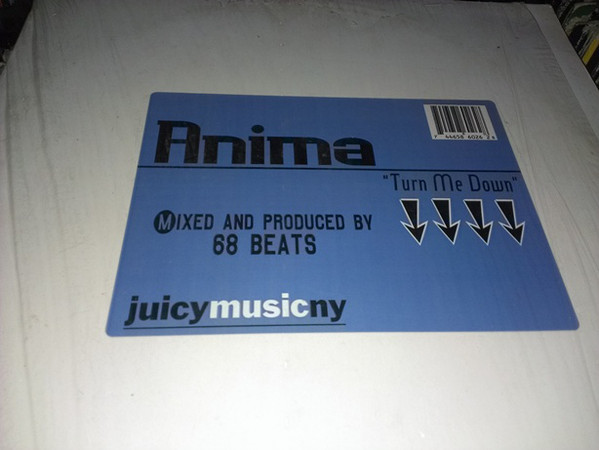 Anima
"Turn Me Down"
MIXED AND PRODUCED BY
68 BEATS
juicymusicny